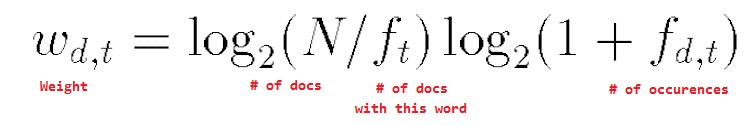 w_{d,t} = log_2(N/f_t) log_2(1 + f_{d,t})
Weight # of docs # of docs # of occurences
with this word